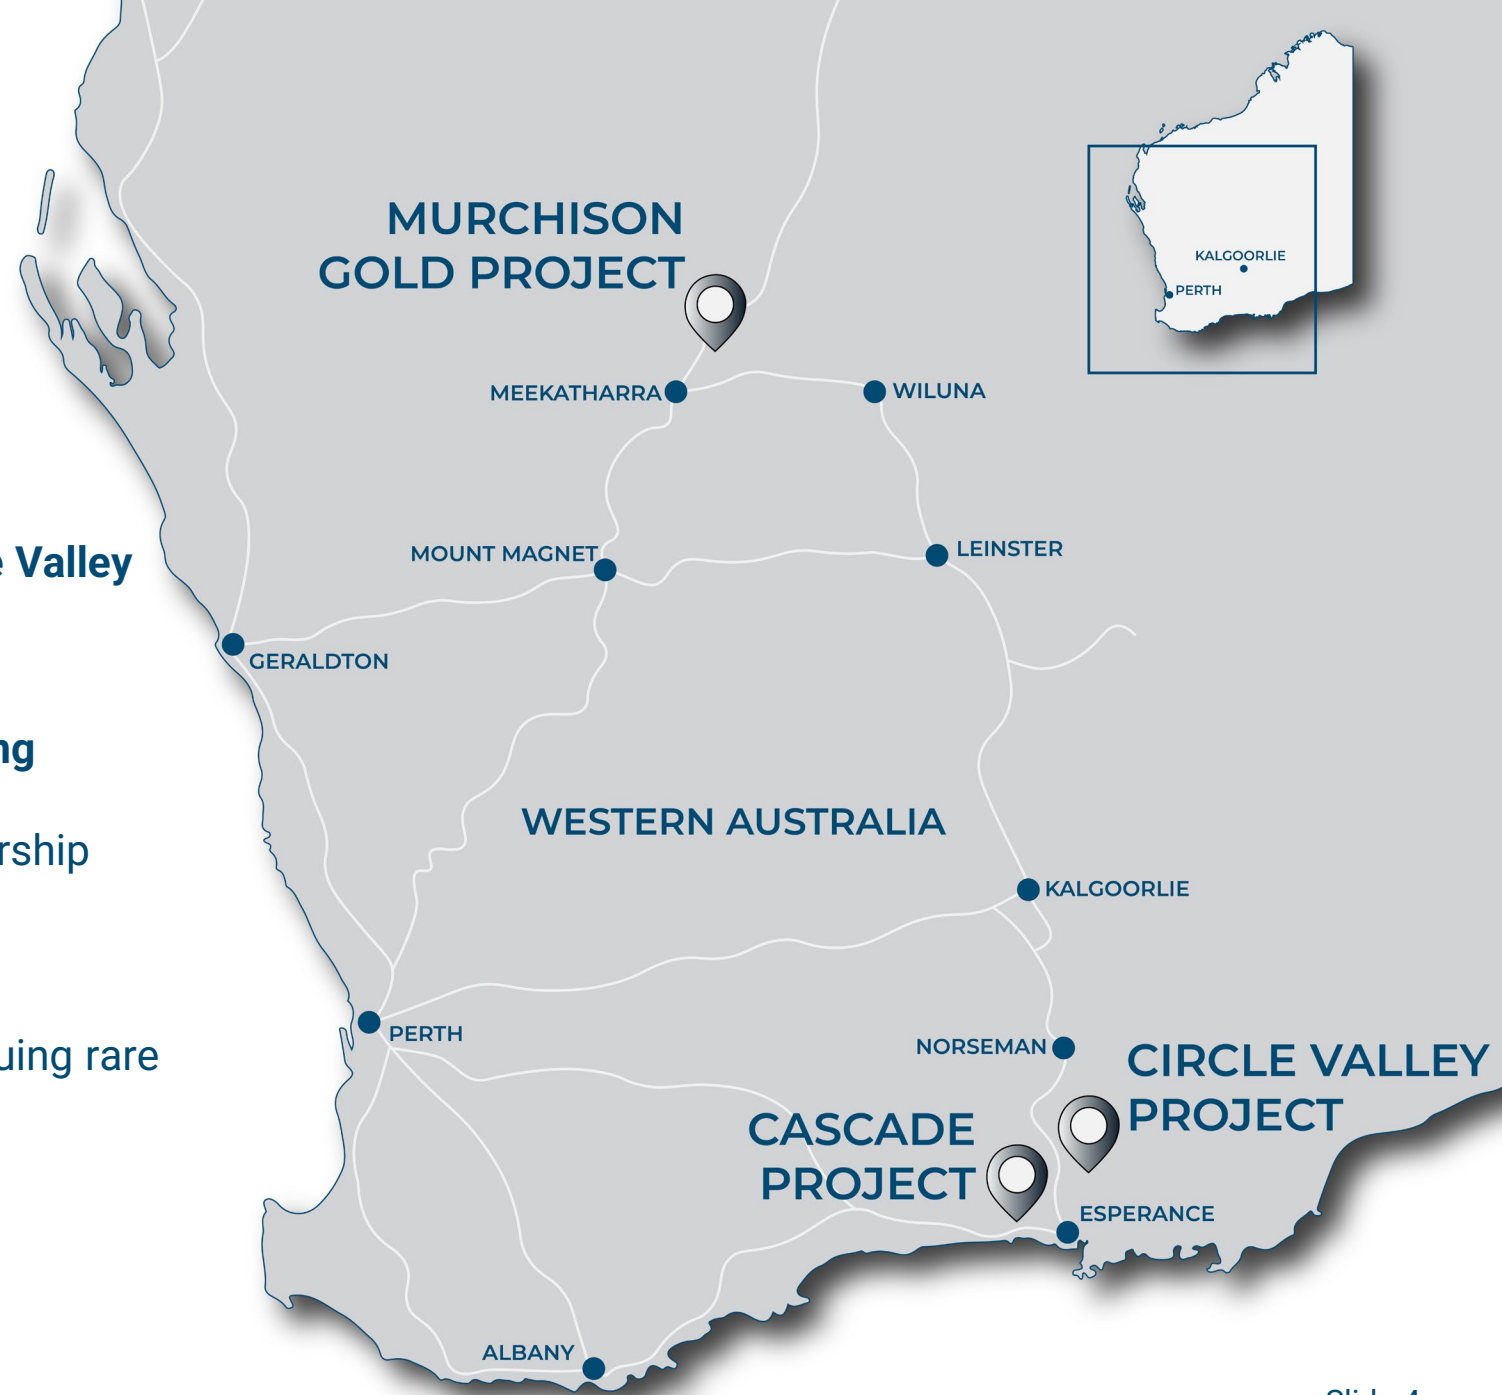 MURCHISON
GOLD PROJECT
KALGOORLIE
PERTH
MEEKATHARRA
WILUNA
Valley
MOUNT MAGNET
LEINSTER
GERALDTON
ng
WESTERN AUSTRALIA
rship
KALGOORLIE
PERTH
uing rare
NORSEMAN
CIRCLE VALLEY
PROJECT
CASCADE
PROJECT
ESPERANCE
ALBANY